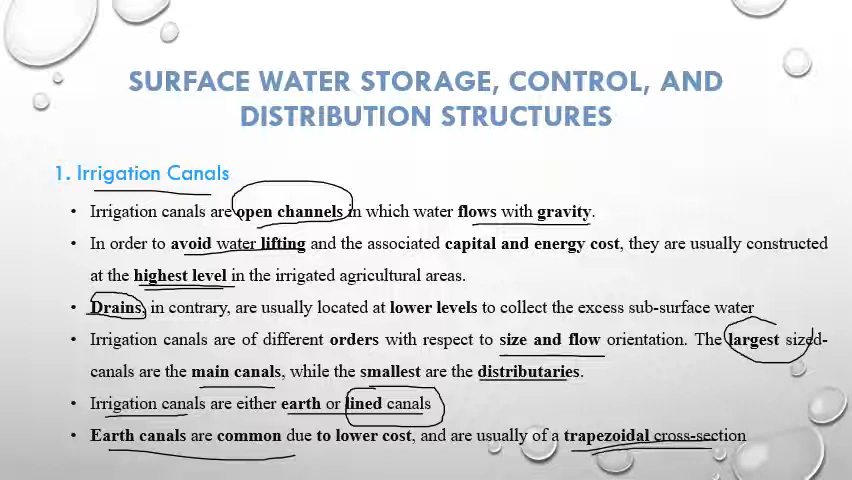 SURFACE WATER STORAGE, CONTROL, AND
DISTRIBUTION STRUCTURES
1. Irrigation Canals
• Irrigation canals are open channels in which water flows with gravity.
• In order to avoid water lifting and the associated capital and energy cost, they are usually constructed
at the highest level in the irrigated agricultural areas.
• Drains, in contrary, are usually located at lower levels to collect the excess sub-surface water
• Irrigation canals are of different orders with respect to size and flow orientation. The largest sized-
canals are the main canals, while the smallest are the distributaries.
• Irrigation canals are either earth or lined canals
• Earth canals are common due to lower cost, and are usually of a trapezoidal cross-section